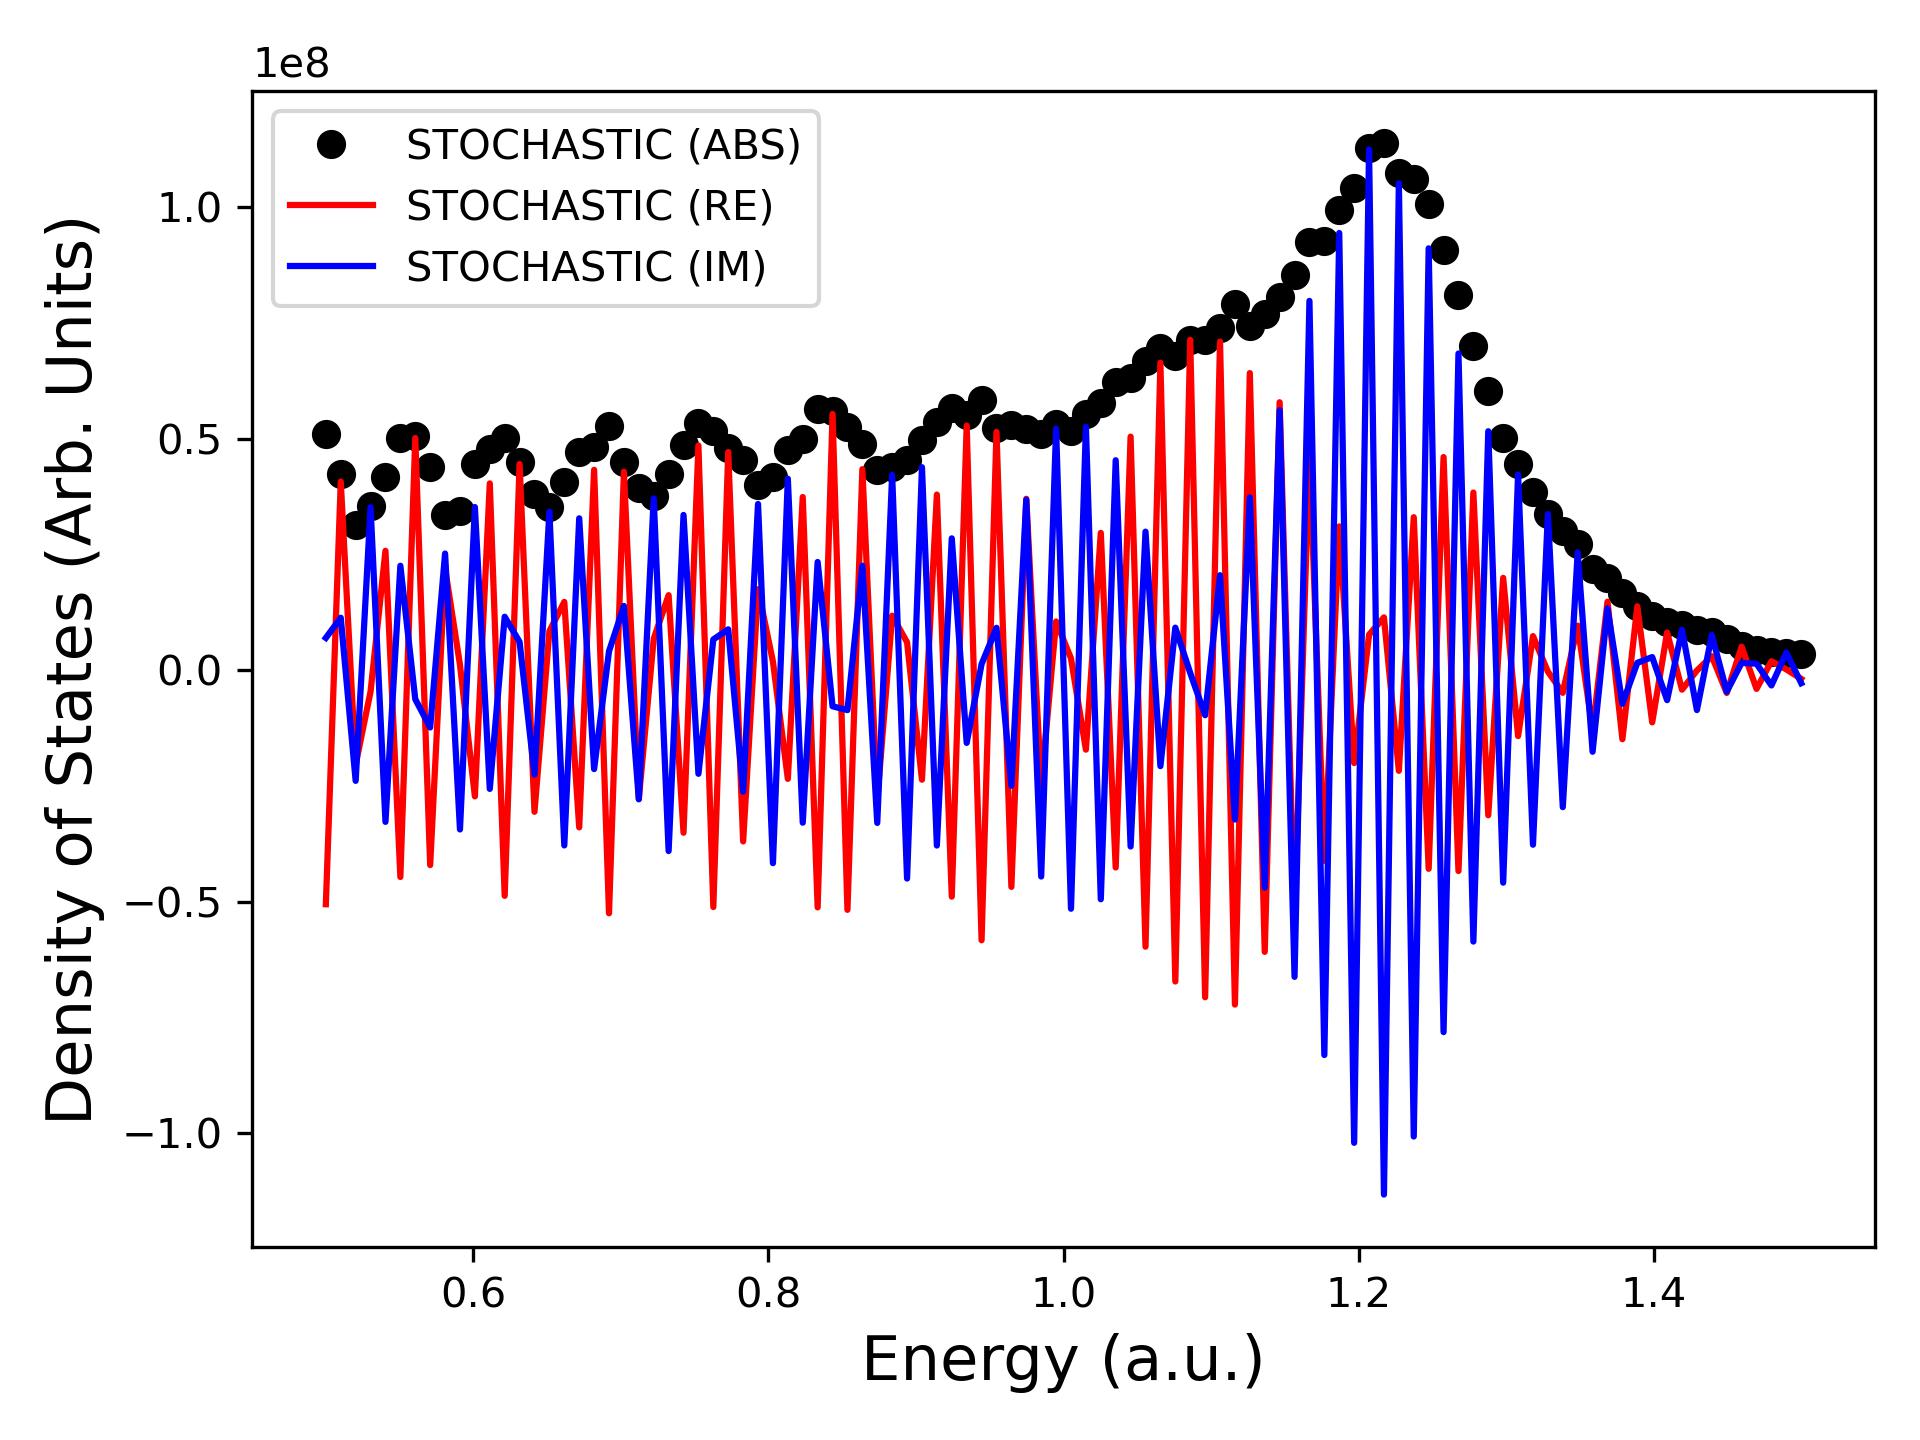 1e8
STOCHASTIC (ABS)
STOCHASTIC (RE)
STOCHASTIC (IM)
Density of States (Arb. Units)
1.0
0.5
0.0
−0.5
−1.0
0.6 0.8 1.0 1.2 1.4
Energy (a.u.)